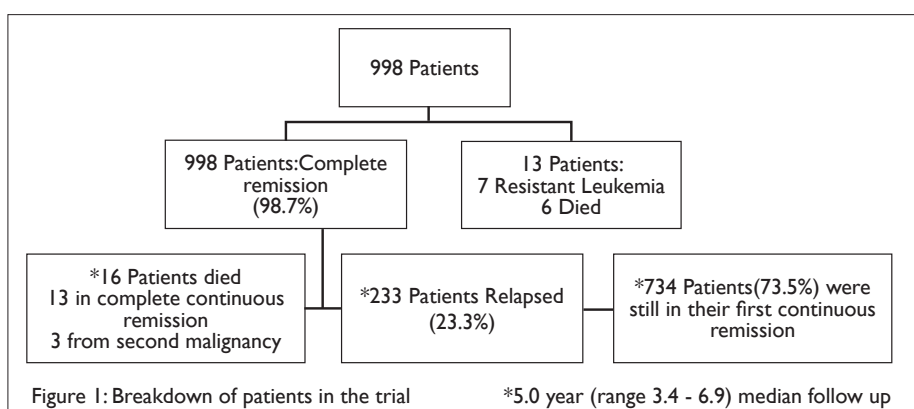 998 Patients
998 Patients:Complete
remission
(98.7%)
13 Patients:
7 Resistant Leukemia
6 Died
*16 Patients died
13 in complete continuous
remission
3 from second malignancy
*233 Patients Relapsed
(23.3%)
*734 Patients(73.5%) were
still in their first continuous
remission
Figure 1: Breakdown of patients in the trial
*5.0 year (range 3.4 - 6.9) median follow up